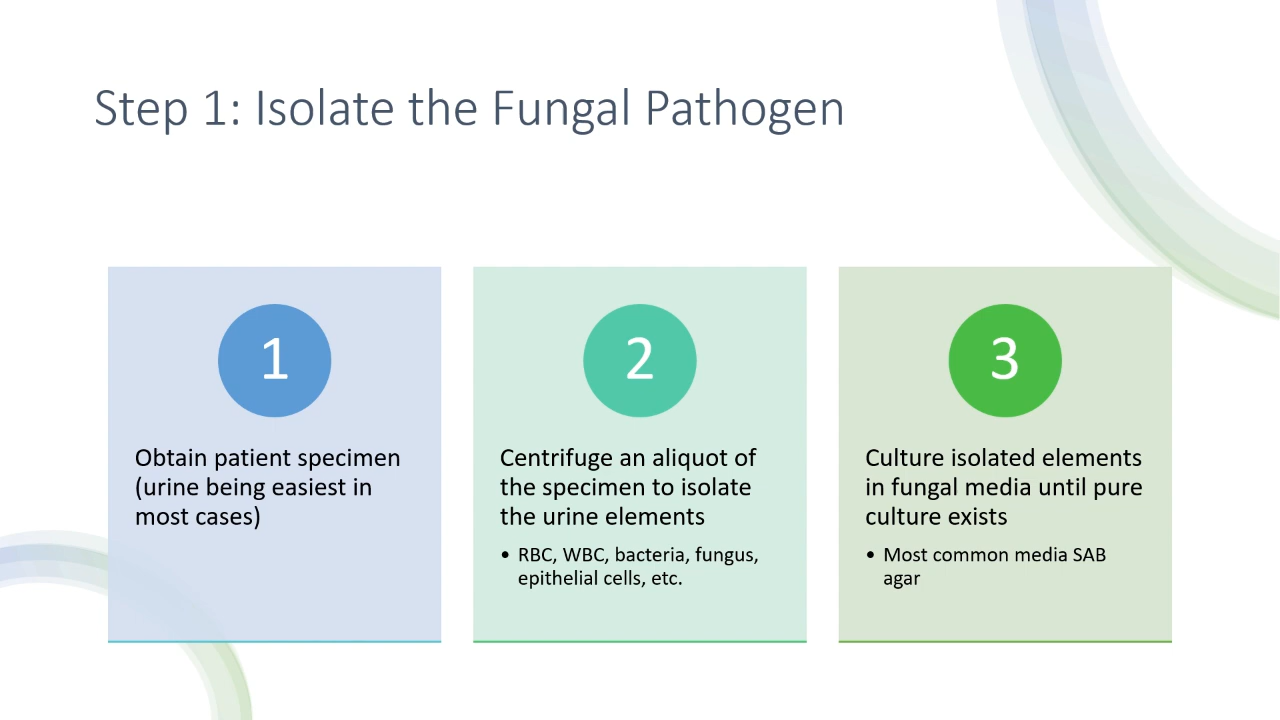 Step 1: Isolate the Fungal Pathogen
1
Obtain patient specimen
(urine being easiest in
most cases)
2
Centrifuge an aliquot of
the specimen to isolate
the urine elements
• RBC, WBC, bacteria, fungus,
epithelial cells, etc.
3
Culture isolated elements
in fungal media until pure
culture exists
• Most common media SAB
agar